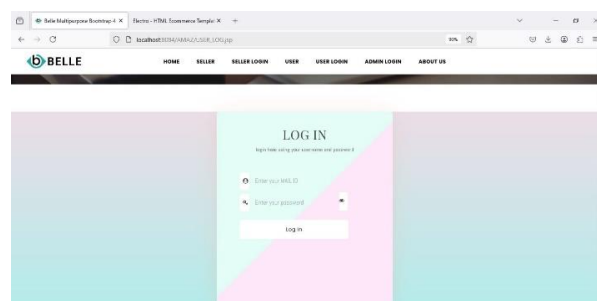 Belle Multipurpose Bootstrap 4
Electro - HTML Ecommerce Templat
localhost:8084/AMAZ/USER_LOG.jsp
BELLE
HOME SELLER SELLER LOGIN USER USER LOGIN ADMIN LOGIN ABOUT US
LOG IN
login here using your username and password
Enter your MAIL ID
Enter your password
Log in